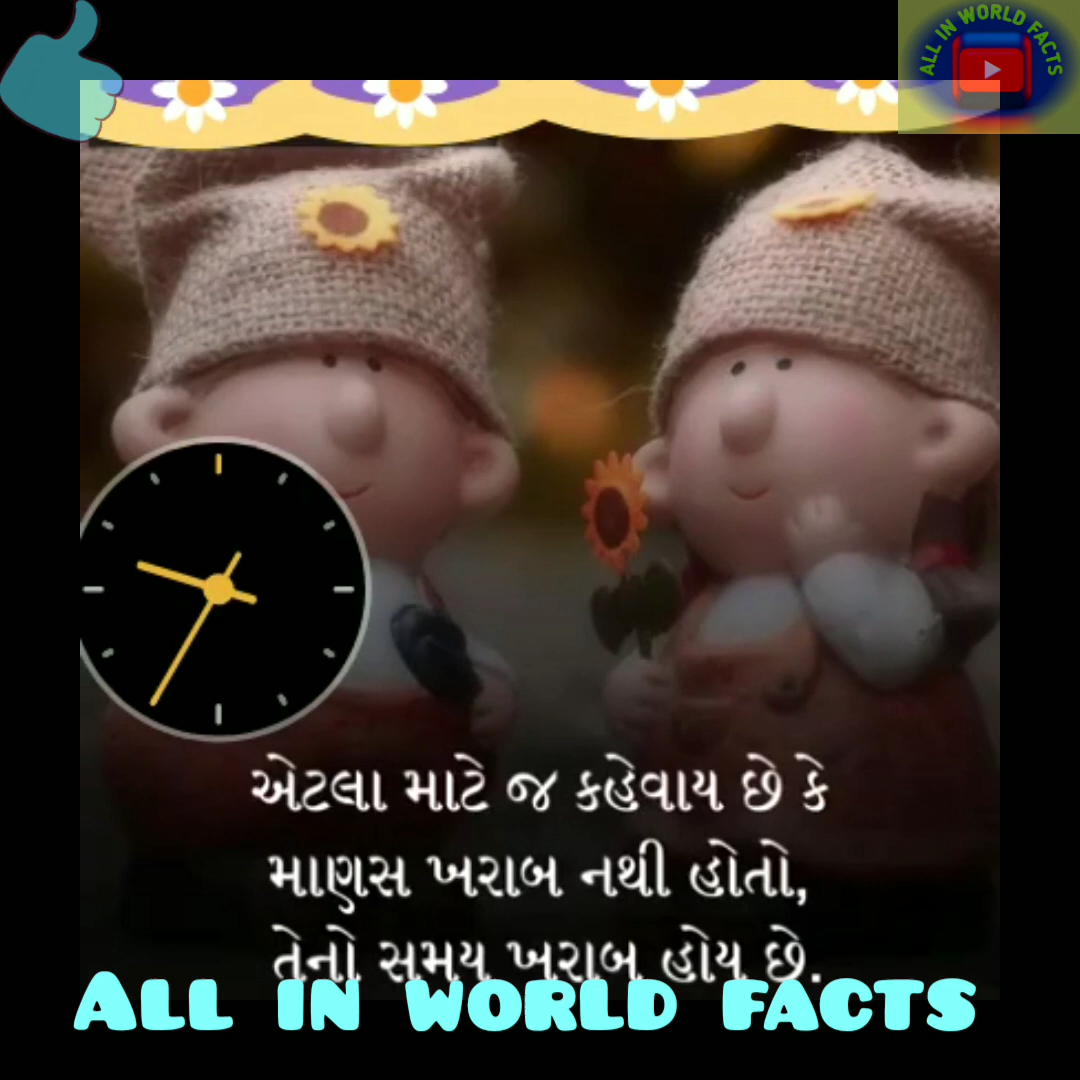 ALL IN WORLD FACTS
એટલા માટે જ કહેવાય છે કે
માણસ ખરાબ નથી હોતો,
તેનો સમય ખરાબ હોય છે.
ALL IN WORLD FACTS